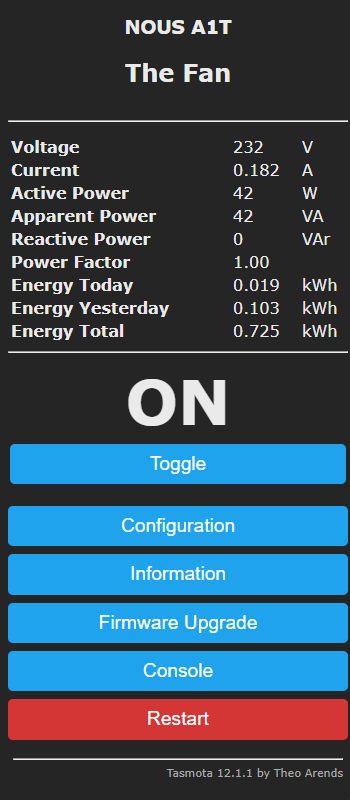 NOUS A1T
The Fan
Voltage 232 V
Current 0.182 A
Active Power 42 W
Apparent Power 42 VA
Reactive Power 0 VAr
Power Factor 1.00
Energy Today 0.019 kWh
Energy Yesterday 0.103 kWh
Energy Total 0.725 kWh
ON
Toggle
Configuration
Information
Firmware Upgrade
Console
Restart
Tasmota 12.1.1 by Theo Arends